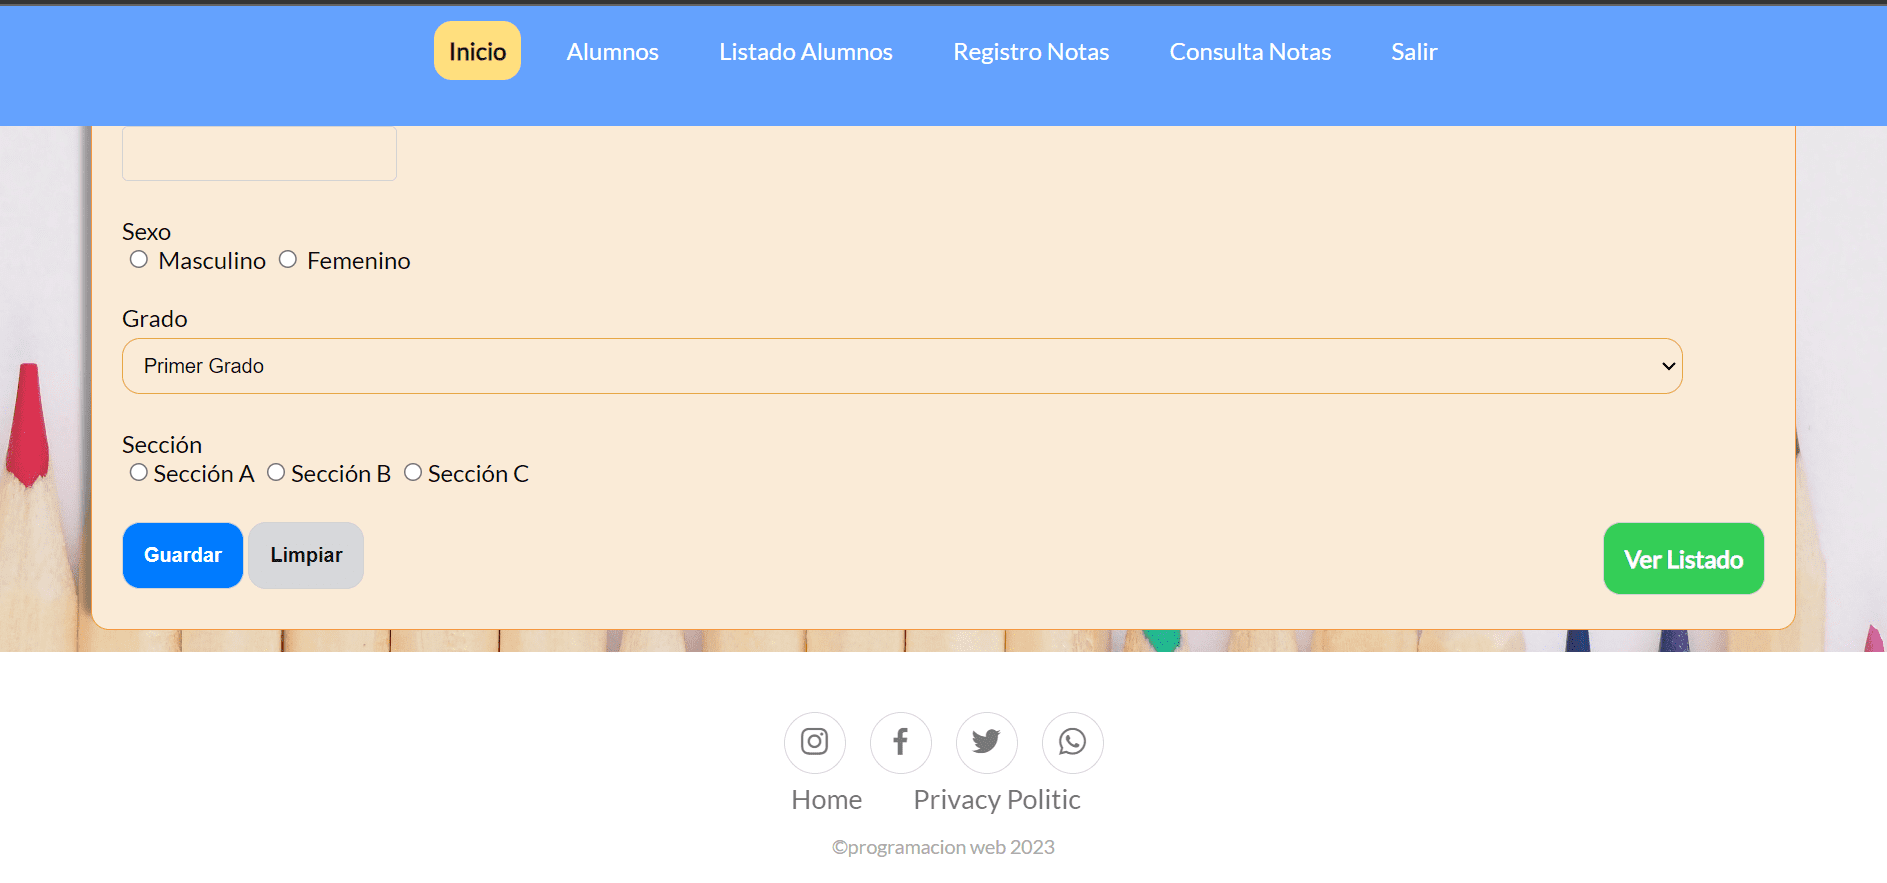 Inicio Alumnos Listado Alumnos Registro Notas Consulta Notas Salir
Sexo
Masculino Femenino
Grado
Primer Grado
Sección
Sección A Sección B Sección C
Guardar Limpiar Ver Listado
Home Privacy Politic
©programacion web 2023